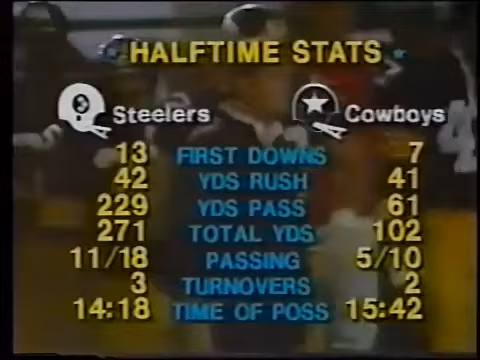 HALFTIME STATS
Steelers Cowboys
13 FIRST DOWNS 7
42 YDS RUSH 41
229 YDS PASS 61
271 TOTAL YDS 102
11/18 PASSING 5/10
3 TURNOVERS 2
14:18 TIME OF POSS 15:42
4